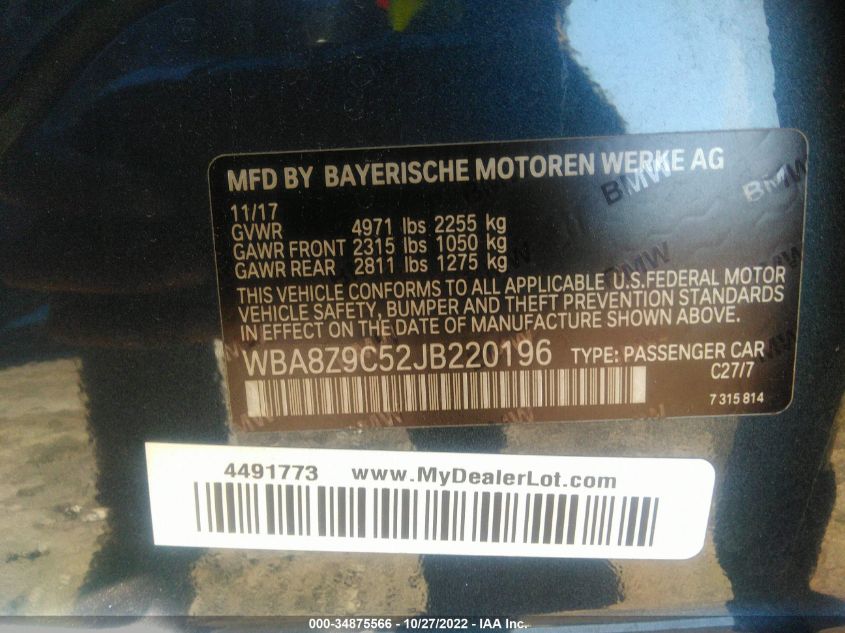 MFD BY BAYERISCHE MOTOREN WERKE AG
11/17
GVWR 4971 lbs 2255 kg
GAWR FRONT 2315 lbs 1050 kg
GAWR REAR 2811 lbs 1275 kg
THIS VEHICLE CONFORMS TO ALL APPLICABLE U.S.FEDERAL MOTOR
VEHICLE SAFETY, BUMPER AND THEFT PREVENTION STANDARDS
IN EFFECT ON THE DATE OF MANUFACTURE SHOWN ABOVE.
WBA8Z9C52JB220196 TYPE: PASSENGER CAR
C27/7
7 315 814
BMW
BMW
BMW
4491773 www.MyDealerLot.com
000-34875566 - 10/27/2022 - IAA Inc.